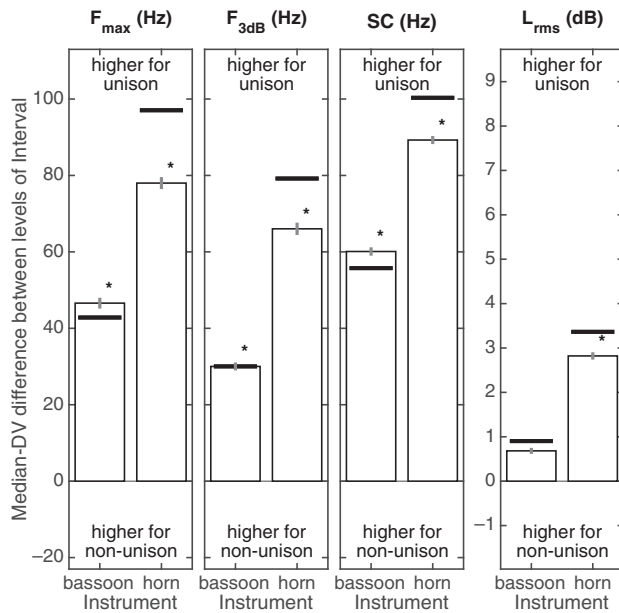 F_max (Hz) F_3dB (Hz) SC (Hz) L_rms (dB)
higher for unison higher for unison higher for unison higher for unison
100
80
60
40
20
0
−20
9
8
7
6
5
4
3
2
1
0
−1
Median-DV difference between levels of Interval
* * * * * * *
higher for non-unison higher for non-unison higher for non-unison higher for non-unison
bassoon horn bassoon horn bassoon horn bassoon horn
Instrument Instrument Instrument Instrument